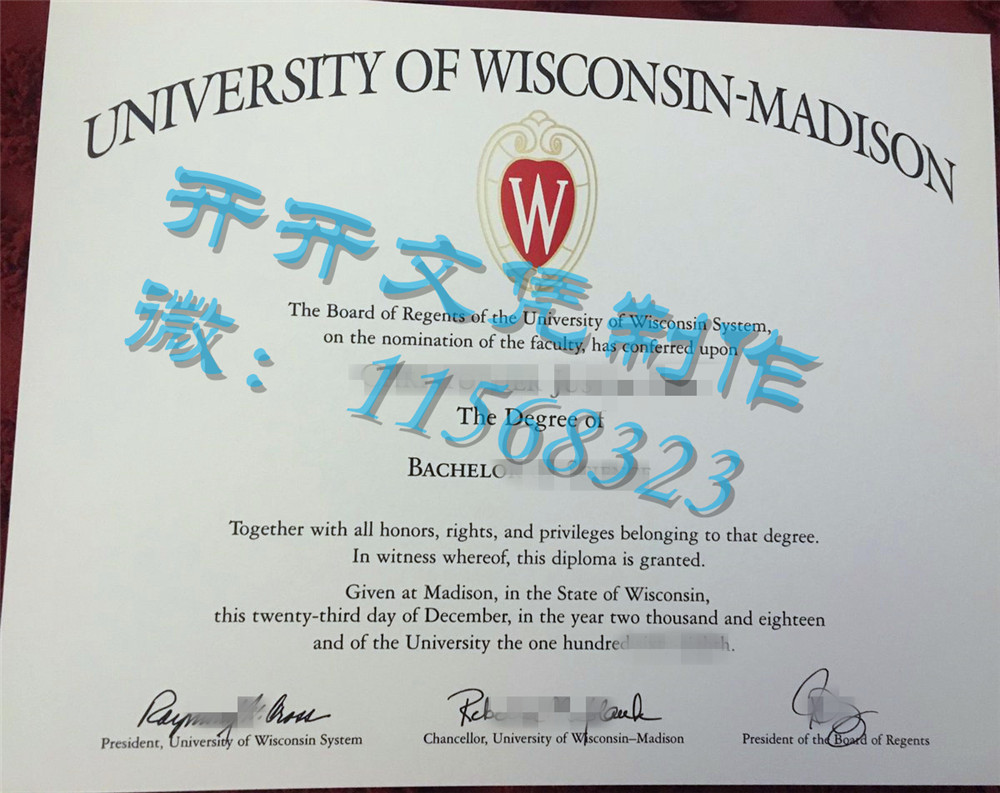 UNIVERSITY OF WISCONSIN-MADISON
W
开开文凭制作
微:
11568323
The Board of Regents of the University of Wisconsin System,
on the nomination of the faculty, has conferred upon
The Degree of
BACHELO
Together with all honors, rights, and privileges belonging to that degree.
In witness whereof, this diploma is granted.
Given at Madison, in the State of Wisconsin,
this twenty-third day of December, in the year two thousand and eighteen
and of the University the one hundred
President, University of Wisconsin System
Chancellor, University of Wisconsin–Madison
President of the Board of Regents